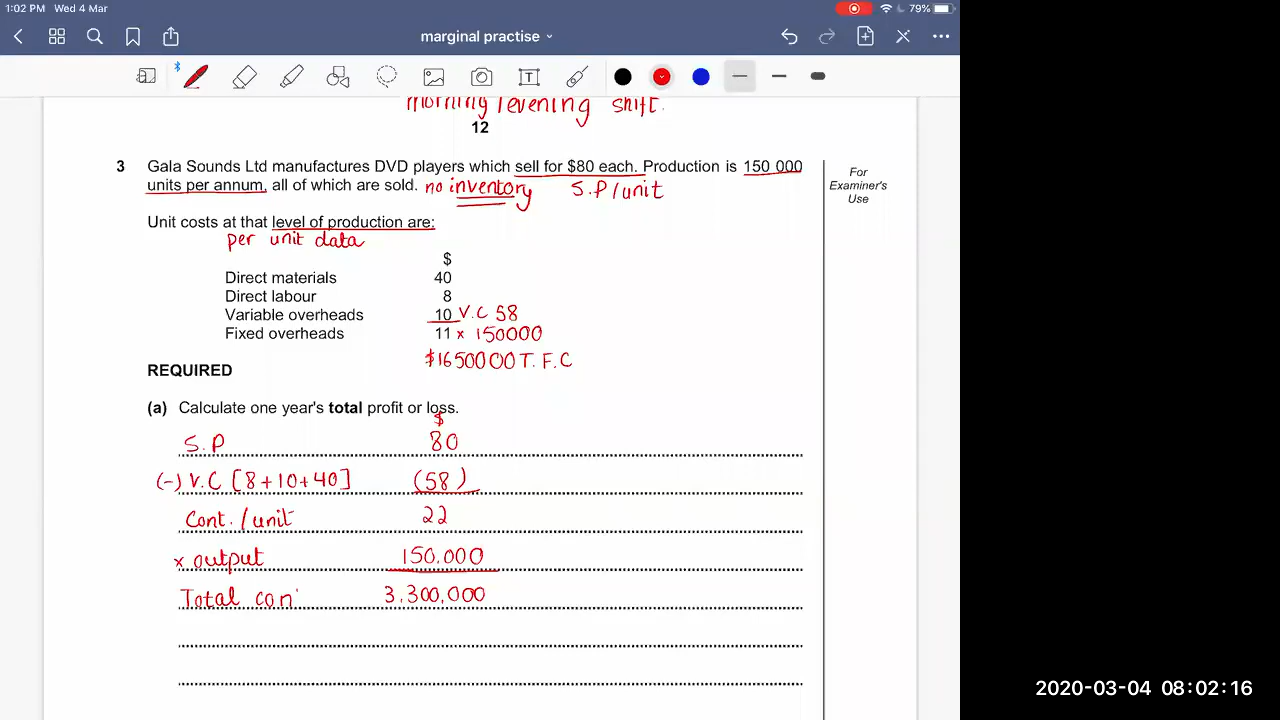 1:02 PM Wed 4 Mar
79%
marginal practise
morning/evening shift.
12
3 Gala Sounds Ltd manufactures DVD players which sell for $80 each. Production is 150 000
units per annum, all of which are sold. no inventory S.P/unit
For
Examiner's
Use
Unit costs at that level of production are:
per unit data
$
Direct materials 40
Direct labour 8
Variable overheads 10 V.C 58
Fixed overheads 11 x 150000
$1650000 T.F.C
REQUIRED
(a) Calculate one year's total profit or loss.
$
S.P 80
(-) V.C [8+10+40] (58)
Cont./unit 22
x output 150,000
Total con 3,300,000
2020-03-04 08:02:16